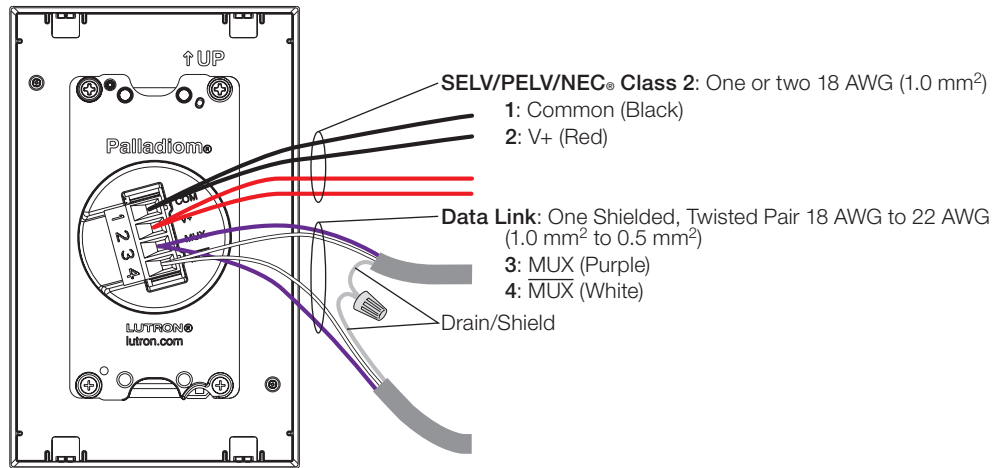 ↑ UP
Palladiom®
1 COM
2 V+
3 MUX
4
LUTRON®
lutron.com
SELV/PELV/NEC® Class 2: One or two 18 AWG (1.0 mm²)
1: Common (Black)
2: V+ (Red)
Data Link: One Shielded, Twisted Pair 18 AWG to 22 AWG
(1.0 mm² to 0.5 mm²)
3: MUX (Purple)
4: M̅U̅X̅ (White)
Drain/Shield